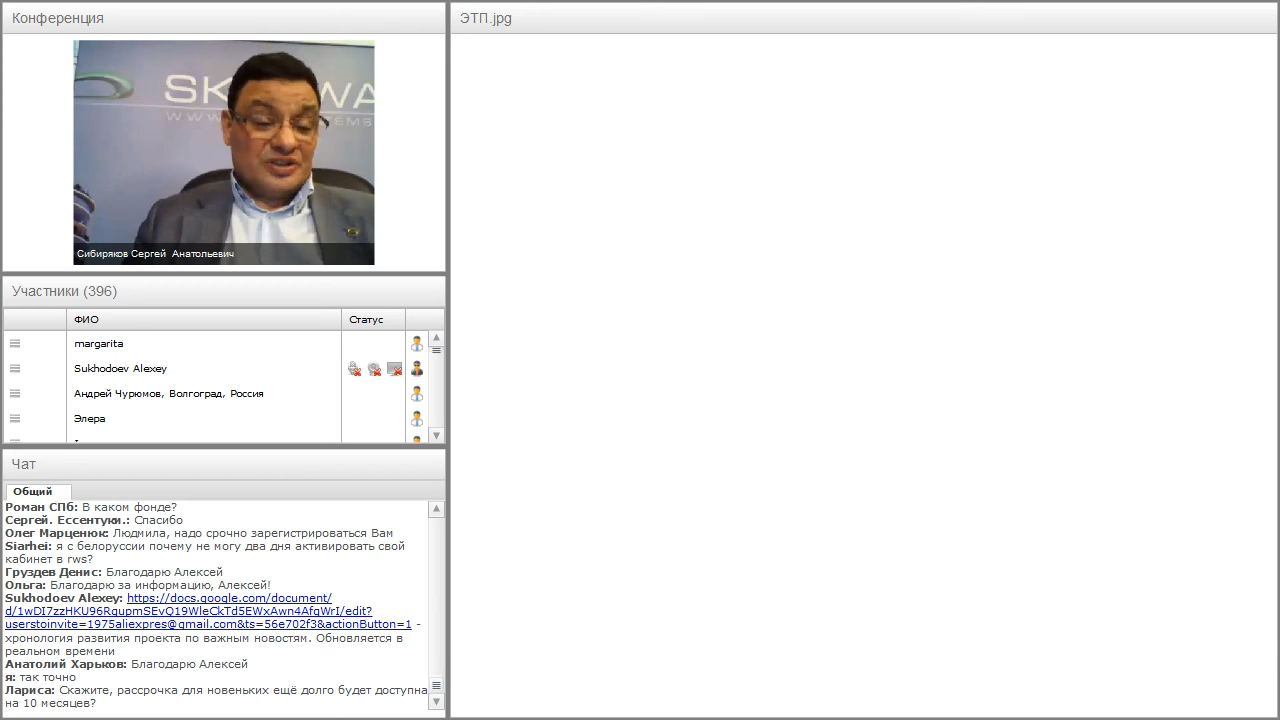 Конференция
ЭТП.jpg
SK WA
WWW EMS
Сибиряков Сергей Анатольевич
Участники (396)
ФИО Статус
margarita
Sukhodoev Alexey
Андрей Чурюмов, Волгоград, Россия
Элера
Чат
Общий
Роман СПб: В каком фонде?
Сергей. Ессентуки.: Спасибо
Олег Марценюк: Людмила, надо срочно зарегистрироваться Вам
Siarhei: я с белоруссии почему не могу два дня активировать свой
кабинет в rws?
Груздев Денис: Благодарю Алексей
Ольга: Благодарю за информацию, Алексей!
Sukhodoev Alexey: https://docs.google.com/document/
d/1wDI7zzHKU96RgupmSEvQ19WleCkTd5EWxAwn4AfqWrI/edit?
userstoinvite=1975aliexpres@gmail.com&ts=56e702f3&actionButton=1 -
хронология развития проекта по важным новостям. Обновляется в
реальном времени
Анатолий Харьков: Благодарю Алексей
я: так точно
Лариса: Скажите, рассрочка для новеньких ещё долго будет доступна
на 10 месяцев?